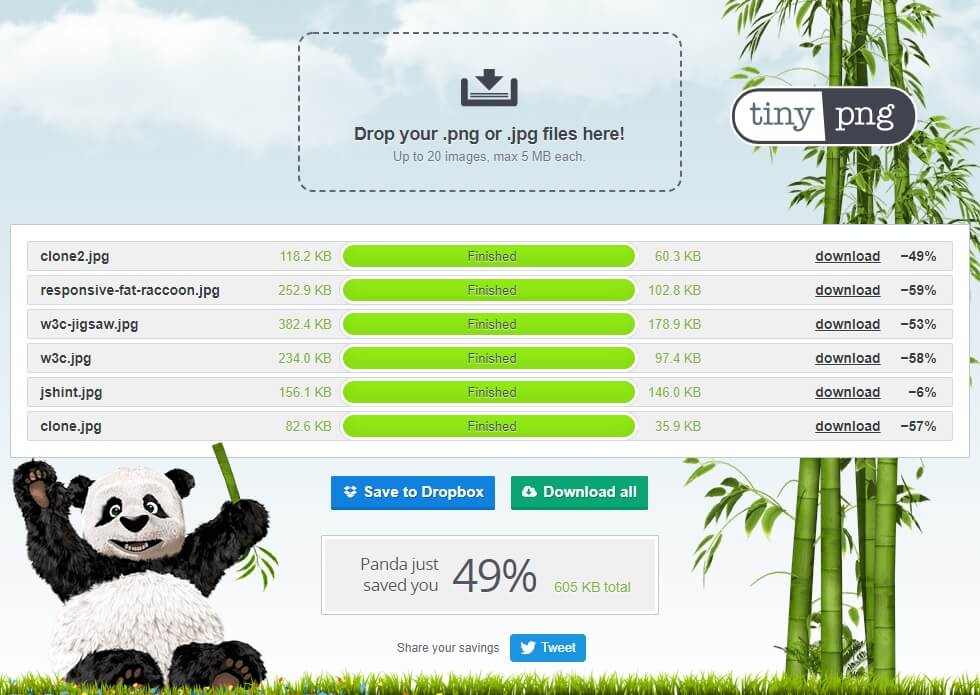 Drop your .png or .jpg files here!
Up to 20 images, max 5 MB each.
tiny png
clone2.jpg 118.2 KB Finished 60.3 KB download −49%
responsive-fat-raccoon.jpg 252.9 KB Finished 102.8 KB download −59%
w3c-jigsaw.jpg 382.4 KB Finished 178.9 KB download −53%
w3c.jpg 234.0 KB Finished 97.4 KB download −58%
jshint.jpg 156.1 KB Finished 146.0 KB download −6%
clone.jpg 82.6 KB Finished 35.9 KB download −57%
Save to Dropbox Download all
Panda just
saved you 49% 605 KB total
Share your savings Tweet